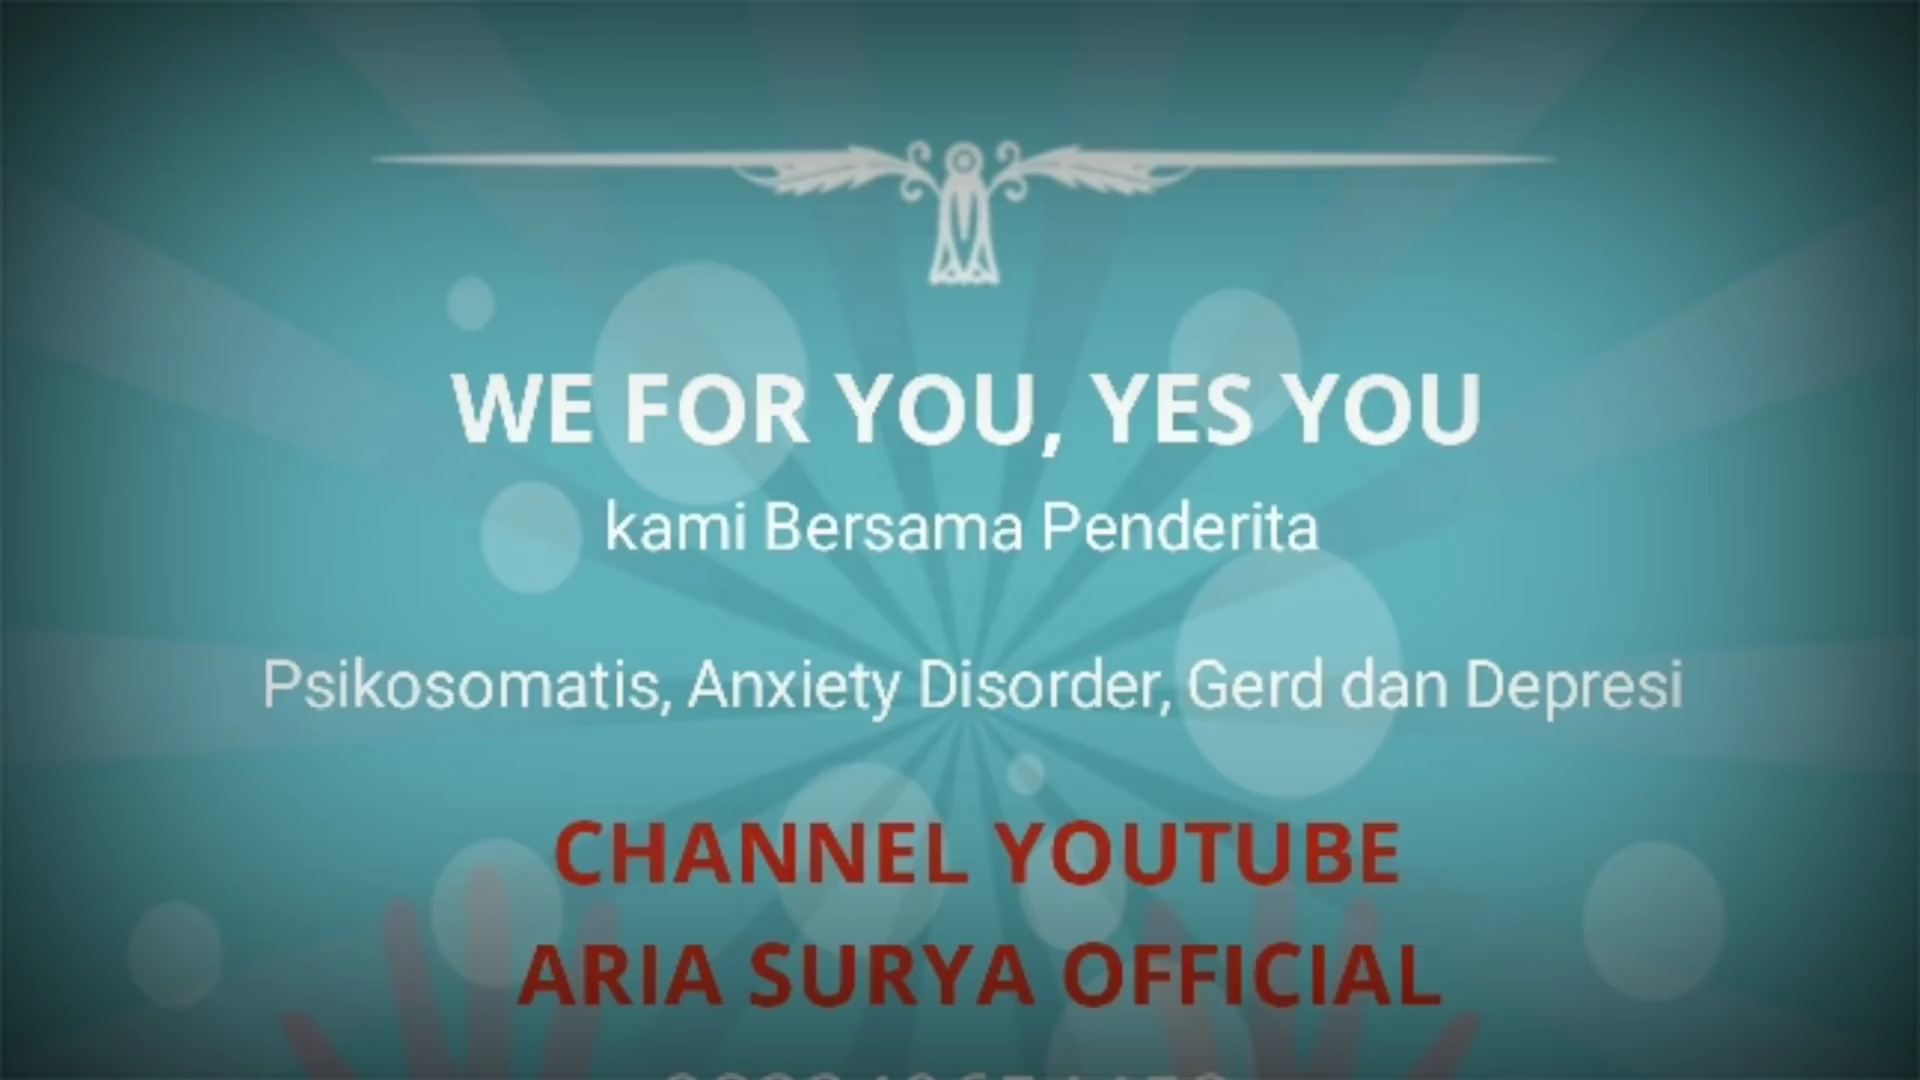 WE FOR YOU, YES YOU
kami Bersama Penderita
Psikosomatis, Anxiety Disorder, Gerd dan Depresi
CHANNEL YOUTUBE
ARIA SURYA OFFICIAL